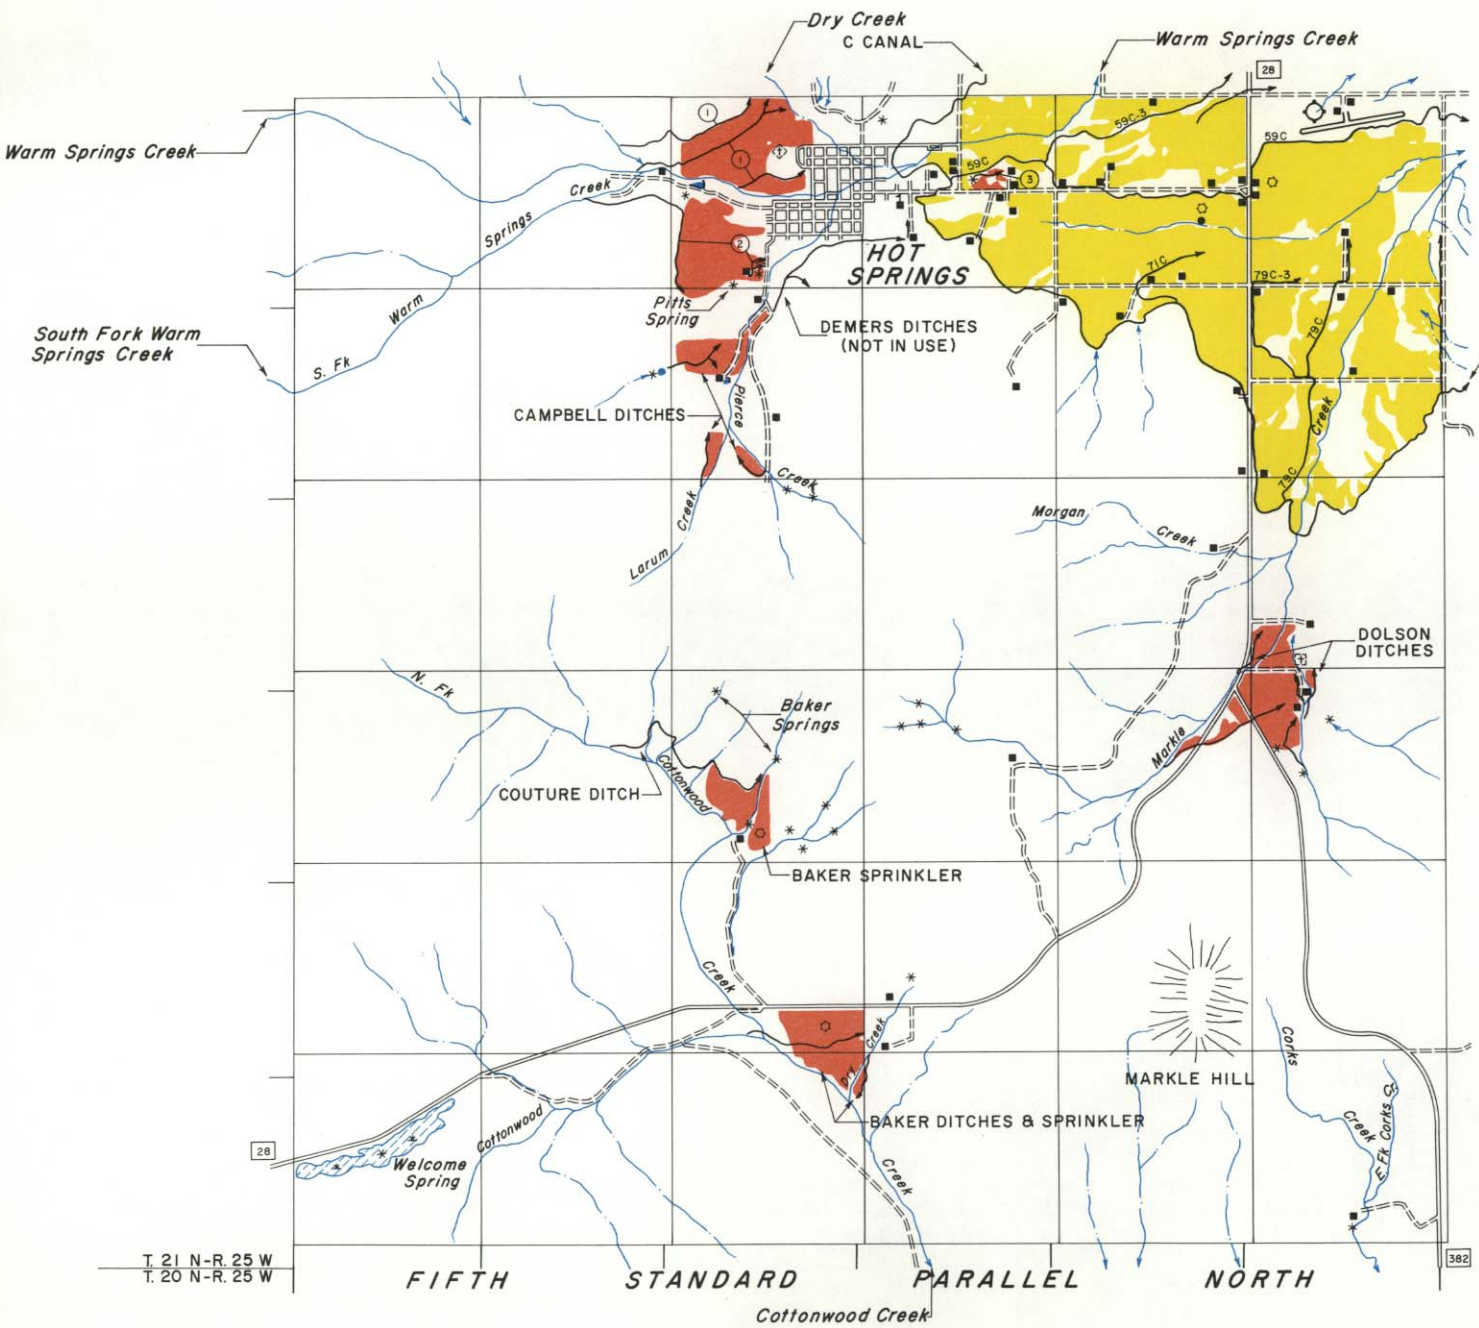 Dry Creek
C CANAL
Warm Springs Creek
28
Warm Springs Creek
1
59C-3
59C
1
59C
3
Creek
Springs
2
HOT
SPRINGS
71C
79C-3
Pitts
Spring
Warm
S. Fk
South Fork Warm
Springs Creek
DEMERS DITCHES
(NOT IN USE)
79C
CAMPBELL DITCHES
Pierce
Creek
Creek
79C
Creek
Larum
Morgan
Creek
DOLSON
DITCHES
N. Fk
Baker
Springs
Markle
Cottonwood
COUTURE DITCH
BAKER SPRINKLER
Creek
Dry
Creek
Corks
MARKLE HILL
Creek
E. Fk Corks Cr.
BAKER DITCHES & SPRINKLER
Cottonwood
28
Welcome
Spring
Creek
T. 21 N-R. 25 W
T. 20 N-R. 25 W
382
FIFTH STANDARD PARALLEL NORTH
Cottonwood Creek